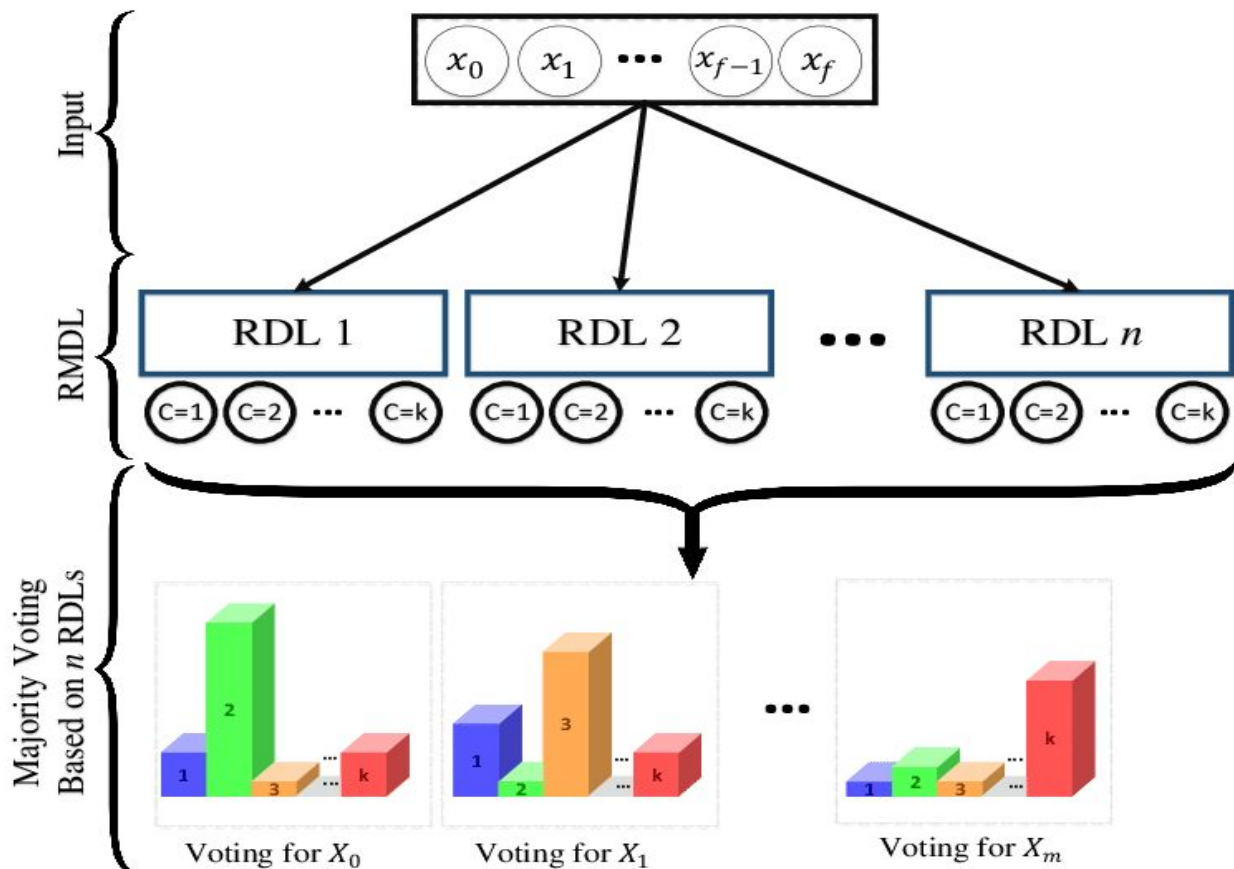 x₀ x₁ ... x_{f−1} x_f
Input
RDL 1 RDL 2 ... RDL n
RMDL
C=1 C=2 ... C=k C=1 C=2 ... C=k C=1 C=2 ... C=k
Majority Voting
Based on n RDLs
1 2 3 ... ... k
1 2 3 ... ... k
...
1 2 3 ... ... k
Voting for X₀
Voting for X₁
Voting for Xₘ